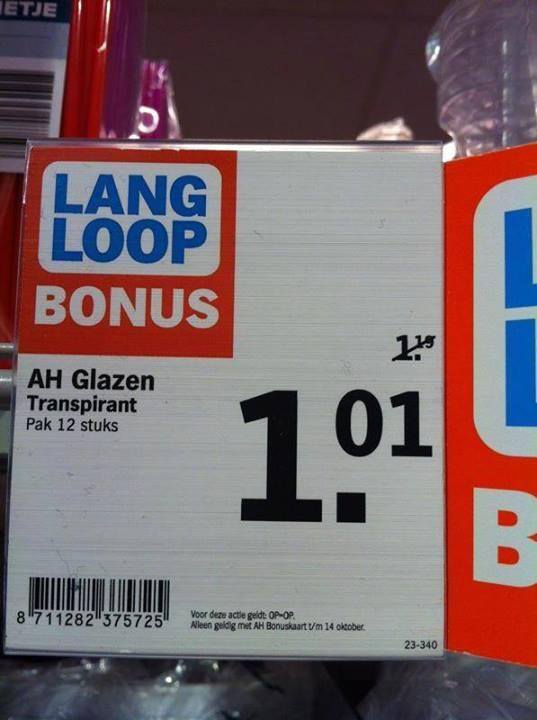 ETJE
LANG
LOOP
BONUS
1.19
AH Glazen
Transpirant
Pak 12 stuks
1.01
8 711282 375725
Voor deze actie geldt: OP=OP.
Alleen geldig met AH Bonuskaart t/m 14 oktober.
23-340
L
L
B